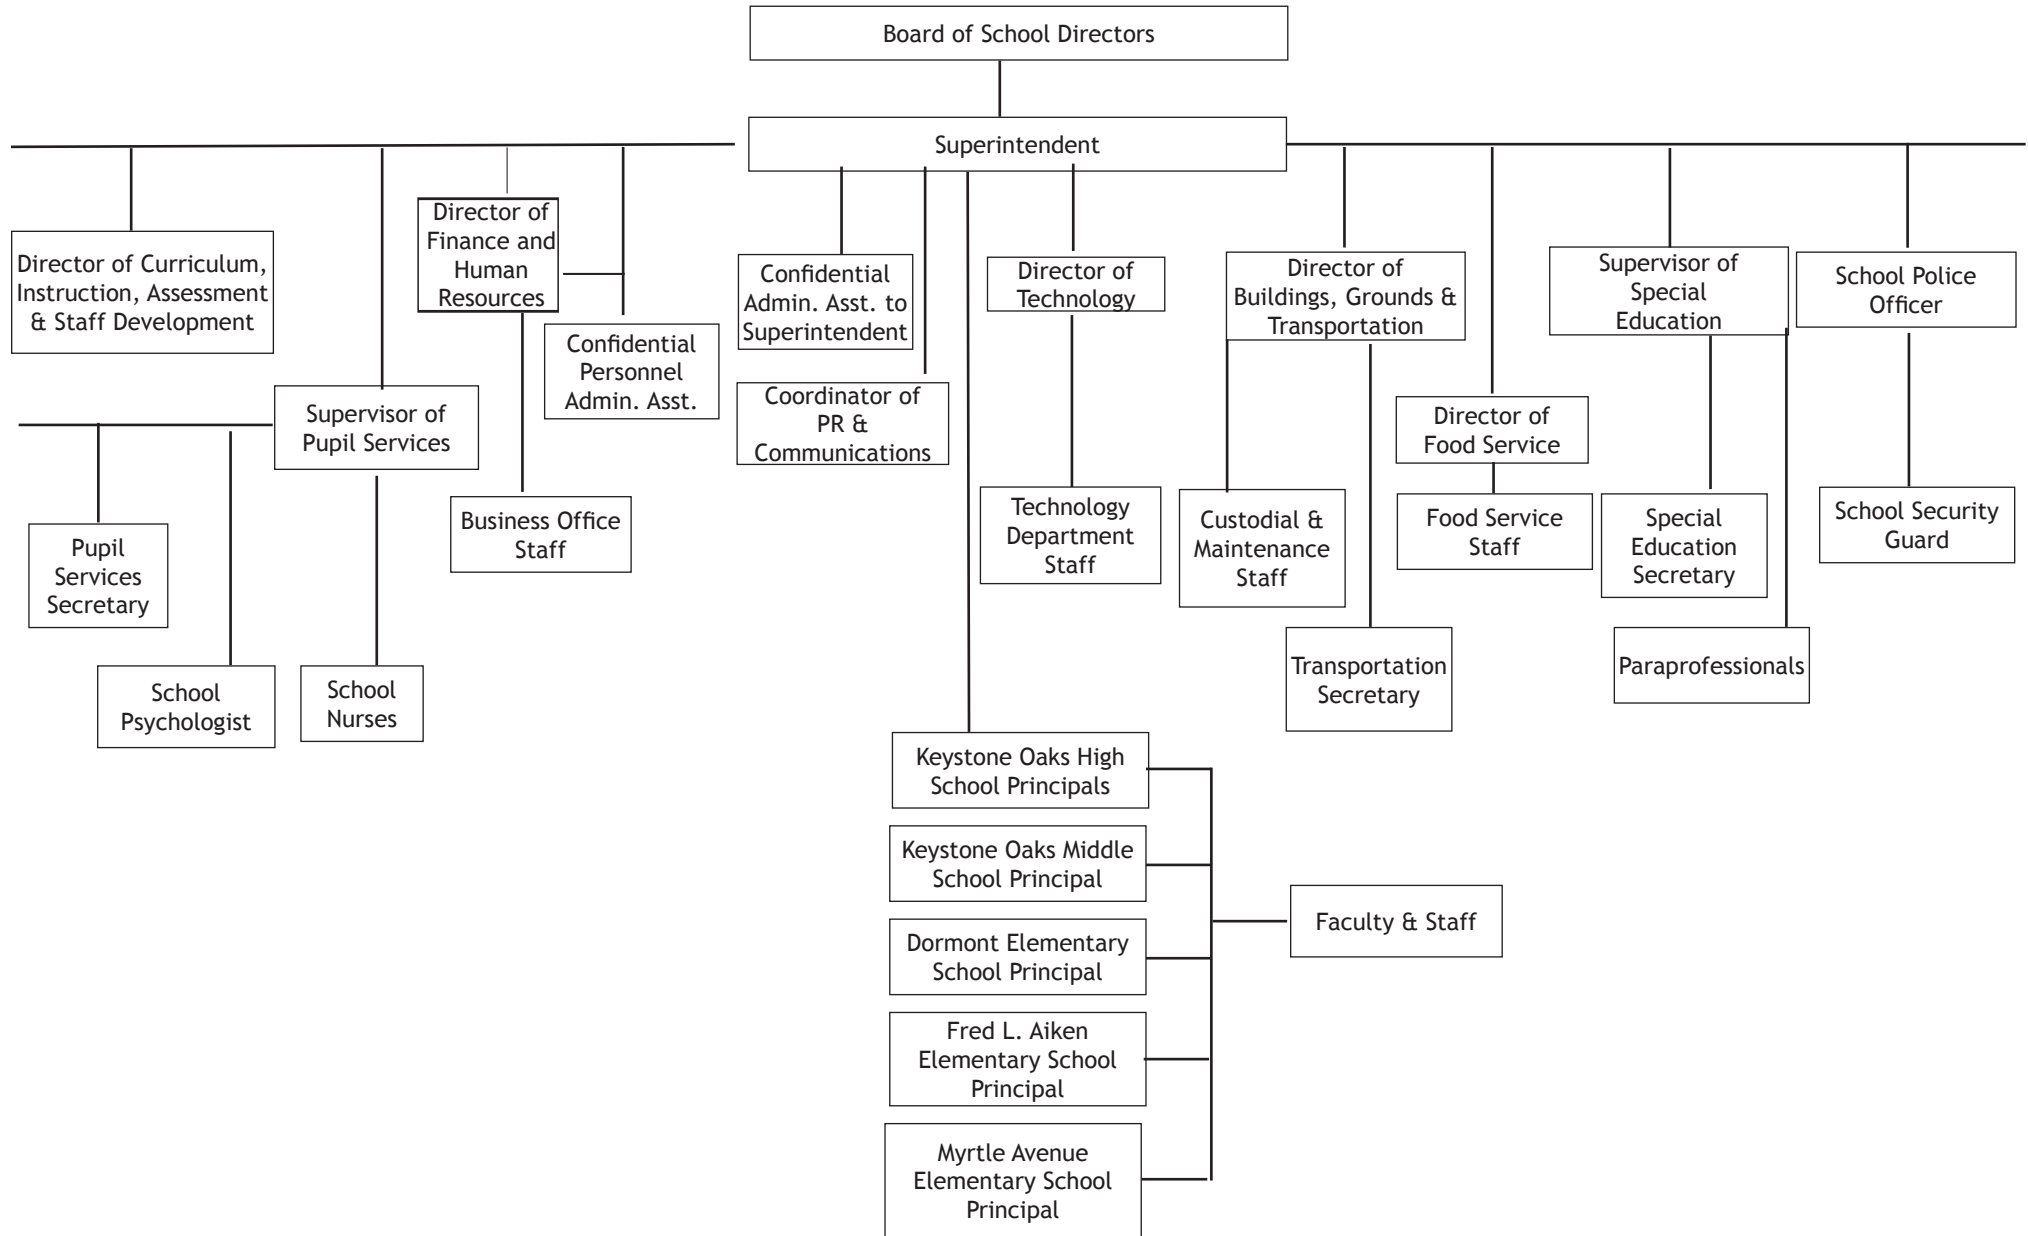 Board of School Directors
Superintendent
Director of Curriculum,
Instruction, Assessment
& Staff Development
Director of
Finance and
Human
Resources
Confidential
Personnel
Admin. Asst.
Confidential
Admin. Asst. to
Superintendent
Coordinator of
PR &
Communications
Director of
Technology
Director of
Buildings, Grounds &
Transportation
Director of
Food Service
Supervisor of
Special
Education
School Police
Officer
Supervisor of
Pupil Services
Business Office
Staff
Technology
Department
Staff
Custodial &
Maintenance
Staff
Food Service
Staff
Special
Education
Secretary
School Security
Guard
Pupil
Services
Secretary
School
Psychologist
School
Nurses
Transportation
Secretary
Paraprofessionals
Keystone Oaks High
School Principals
Keystone Oaks Middle
School Principal
Dormont Elementary
School Principal
Fred L. Aiken
Elementary School
Principal
Myrtle Avenue
Elementary School
Principal
Faculty & Staff